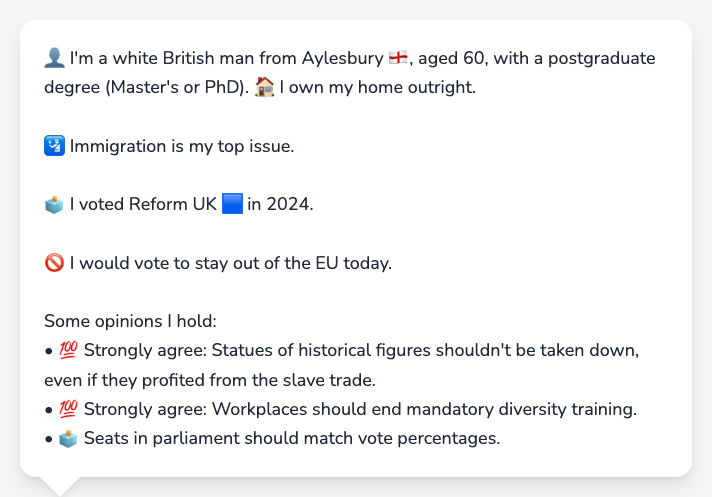 👤 I'm a white British man from Aylesbury 🏴󠁧󠁢󠁥󠁮󠁧󠁿, aged 60, with a postgraduate
degree (Master's or PhD). 🏠 I own my home outright.
🛂 Immigration is my top issue.
🗳️ I voted Reform UK 🟦 in 2024.
🚫 I would vote to stay out of the EU today.
Some opinions I hold:
• 💯 Strongly agree: Statues of historical figures shouldn't be taken down,
even if they profited from the slave trade.
• 💯 Strongly agree: Workplaces should end mandatory diversity training.
• 🗳️ Seats in parliament should match vote percentages.